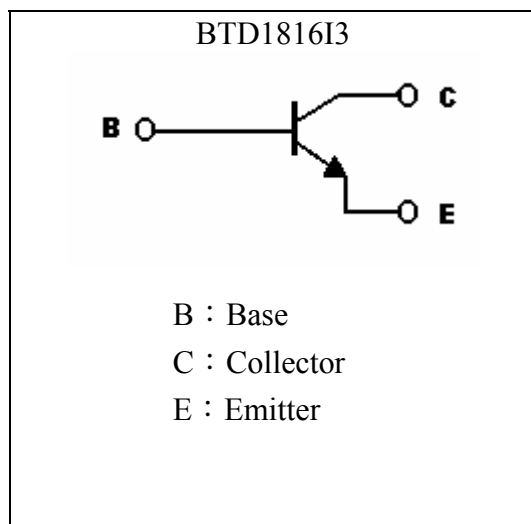 BTD1816I3
C
B
E
B：Base
C：Collector
E：Emitter